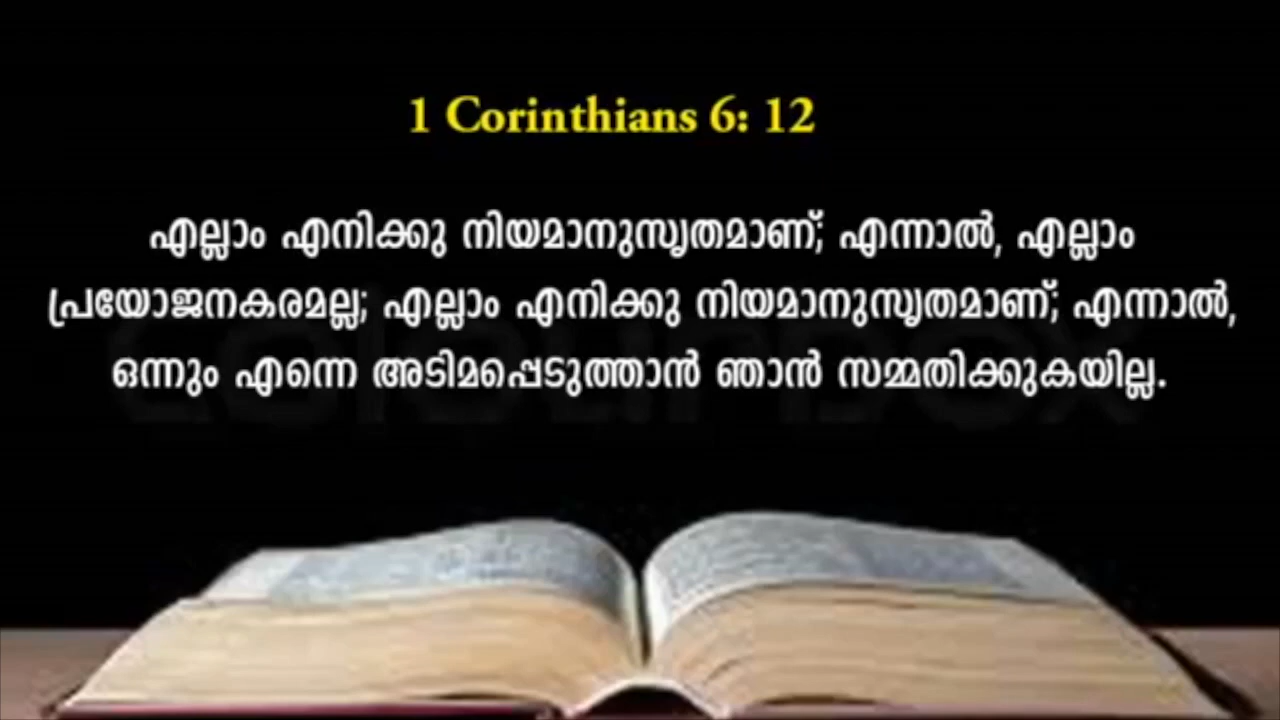 1 Corinthians 6: 12
എല്ലാം എനിക്കു നിയമാനുസൃതമാണ്; എന്നാൽ, എല്ലാം
പ്രയോജനകരമല്ല; എല്ലാം എനിക്കു നിയമാനുസൃതമാണ്; എന്നാൽ,
ഒന്നും എന്നെ അടിമപ്പെടുത്താൻ ഞാൻ സമ്മതിക്കുകയില്ല.